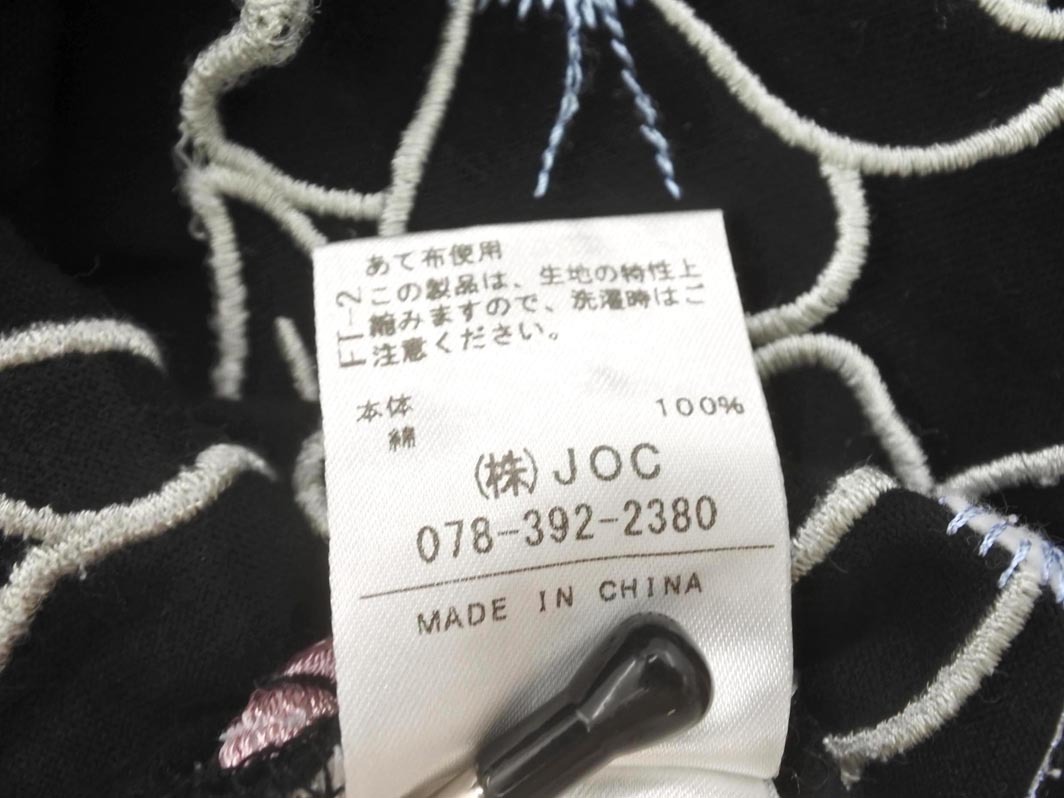 あて布使用
この製品は、生地の特性上
縮みますので、洗濯時はご
注意ください。
FT-2
本体
綿 100%
(株)JOC
078-392-2380
MADE IN CHINA